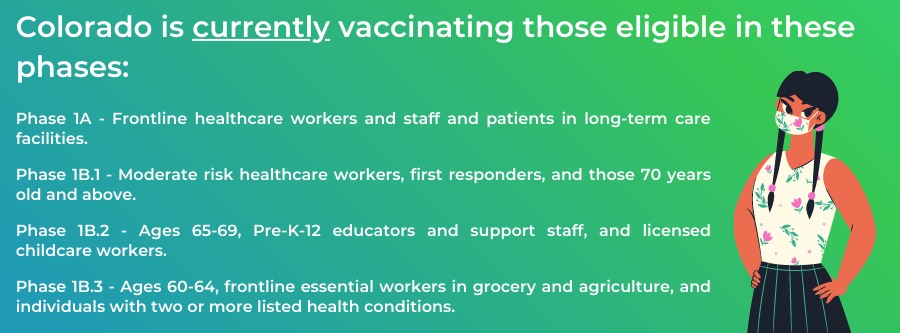 Colorado is currently vaccinating those eligible in these
phases:
Phase 1A - Frontline healthcare workers and staff and patients in long-term care
facilities.
Phase 1B.1 - Moderate risk healthcare workers, first responders, and those 70 years
old and above.
Phase 1B.2 - Ages 65-69, Pre-K-12 educators and support staff, and licensed
childcare workers.
Phase 1B.3 - Ages 60-64, frontline essential workers in grocery and agriculture, and
individuals with two or more listed health conditions.